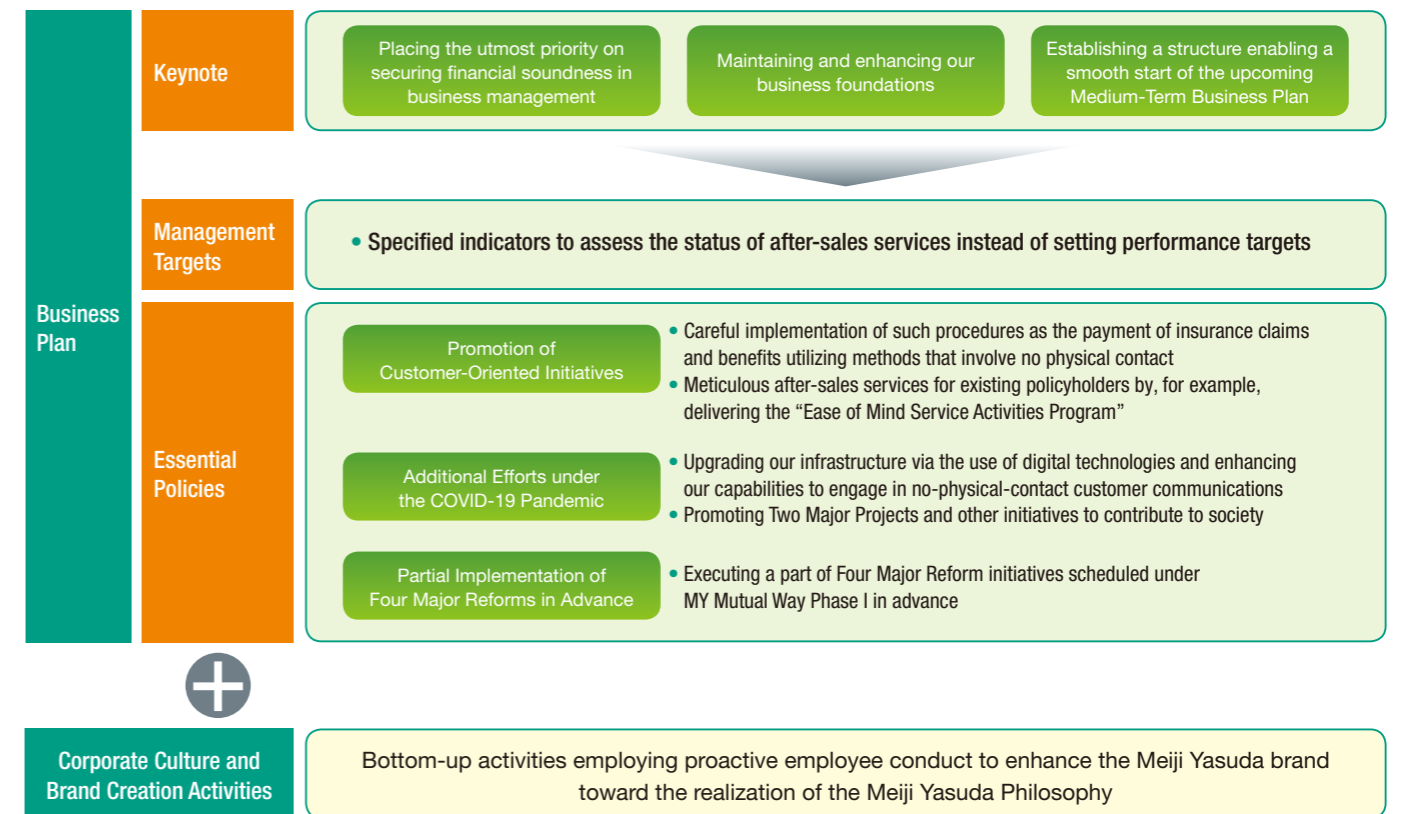 Business
Plan
Keynote
Placing the utmost priority on
securing financial soundness in
business management
Maintaining and enhancing our
business foundations
Establishing a structure enabling a
smooth start of the upcoming
Medium-Term Business Plan
Management
Targets
• Specified indicators to assess the status of after-sales services instead of setting performance targets
Essential
Policies
Promotion of
Customer-Oriented Initiatives
• Careful implementation of such procedures as the payment of insurance claims
and benefits utilizing methods that involve no physical contact
• Meticulous after-sales services for existing policyholders by, for example,
delivering the “Ease of Mind Service Activities Program”
Additional Efforts under
the COVID-19 Pandemic
• Upgrading our infrastructure via the use of digital technologies and enhancing
our capabilities to engage in no-physical-contact customer communications
• Promoting Two Major Projects and other initiatives to contribute to society
Partial Implementation of
Four Major Reforms in Advance
• Executing a part of Four Major Reform initiatives scheduled under
MY Mutual Way Phase I in advance
Corporate Culture and
Brand Creation Activities
Bottom-up activities employing proactive employee conduct to enhance the Meiji Yasuda brand
toward the realization of the Meiji Yasuda Philosophy